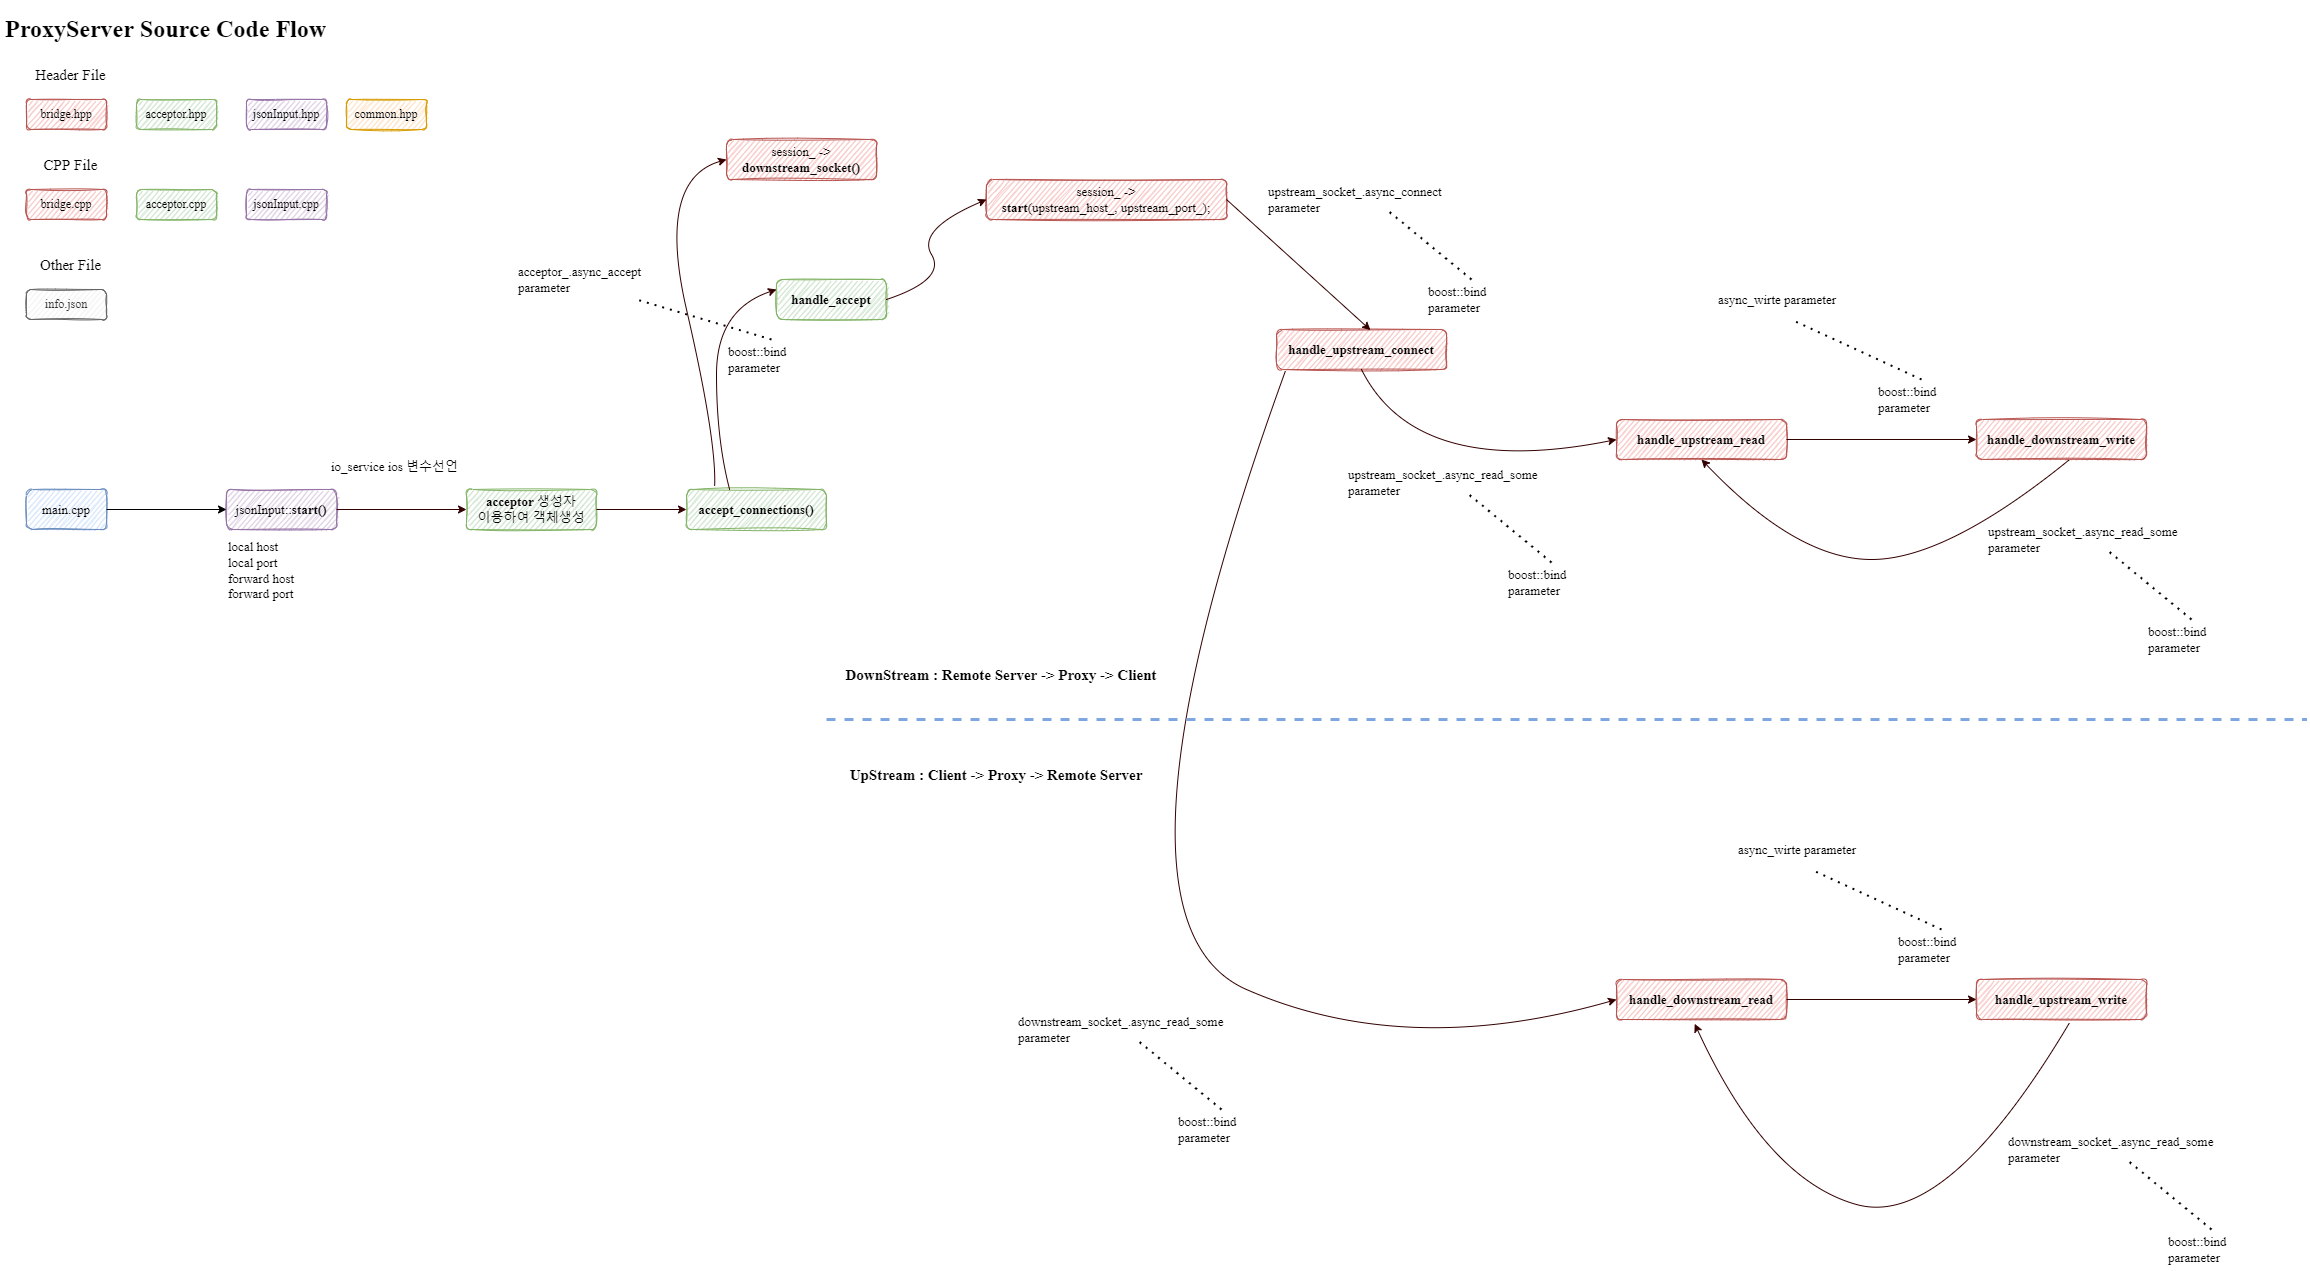 ProxyServer Source Code Flow
Header File
bridge.hpp
acceptor.hpp
jsonInput.hpp
common.hpp
CPP File
bridge.cpp
acceptor.cpp
jsonInput.cpp
Other File
info.json
main.cpp
jsonInput::start()
local host
local port
forward host
forward port
io_service ios 변수선언
acceptor 생성자
이용하여 객체생성
accept_connections()
acceptor_.async_accept
parameter
boost::bind
parameter
session_ ->
downstream_socket()
handle_accept
session_ ->
start(upstream_host_, upstream_port_);
upstream_socket_.async_connect
parameter
boost::bind
parameter
handle_upstream_connect
upstream_socket_.async_read_some
parameter
boost::bind
parameter
handle_upstream_read
async_wirte parameter
boost::bind
parameter
handle_downstream_write
upstream_socket_.async_read_some
parameter
boost::bind
parameter
DownStream : Remote Server -> Proxy -> Client
UpStream : Client -> Proxy -> Remote Server
downstream_socket_.async_read_some
parameter
boost::bind
parameter
handle_downstream_read
async_wirte parameter
boost::bind
parameter
handle_upstream_write
downstream_socket_.async_read_some
parameter
boost::bind
parameter